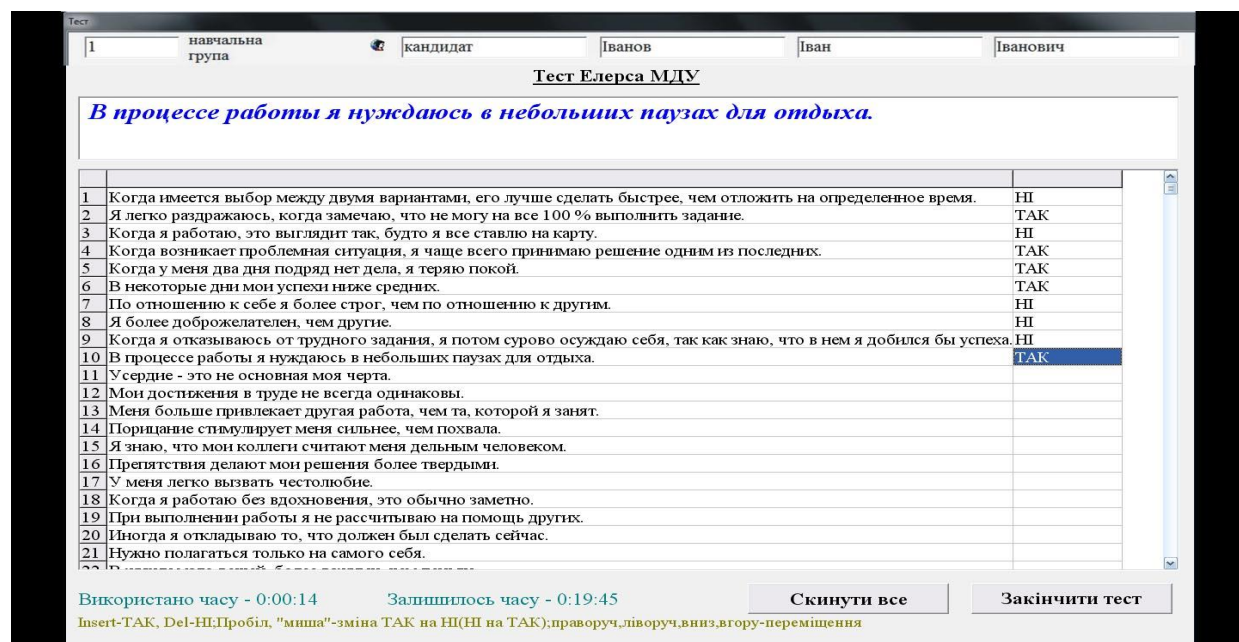 Тест
1 навчальна група кандидат Іванов Іван Іванович
Тест Елерса МДУ
В процессе работы я нуждаюсь в небольших паузах для отдыха.
1 Когда имеется выбор между двумя вариантами, его лучше сделать быстрее, чем отложить на определенное время. НІ
2 Я легко раздражаюсь, когда замечаю, что не могу на все 100 % выполнить задание. ТАК
3 Когда я работаю, это выглядит так, будто я все ставлю на карту. НІ
4 Когда возникает проблемная ситуация, я чаще всего принимаю решение одним из последних. ТАК
5 Когда у меня два дня подряд нет дела, я теряю покой. ТАК
6 В некоторые дни мои успехи ниже средних. ТАК
7 По отношению к себе я более строг, чем по отношению к другим. НІ
8 Я более доброжелателен, чем другие. НІ
9 Когда я отказываюсь от трудного задания, я потом сурово осуждаю себя, так как знаю, что в нем я добился бы успеха. НІ
10 В процессе работы я нуждаюсь в небольших паузах для отдыха. ТАК
11 Усердие - это не основная моя черта.
12 Мои достижения в труде не всегда одинаковы.
13 Меня больше привлекает другая работа, чем та, которой я занят.
14 Порицание стимулирует меня сильнее, чем похвала.
15 Я знаю, что мои коллеги считают меня дельным человеком.
16 Препятствия делают мои решения более твердыми.
17 У меня легко вызвать честолюбие.
18 Когда я работаю без вдохновения, это обычно заметно.
19 При выполнении работы я не рассчитываю на помощь других.
20 Иногда я откладываю то, что должен был сделать сейчас.
21 Нужно полагаться только на самого себя.
Використано часу - 0:00:14 Залишилось часу - 0:19:45 Скинути все Закінчити тест
Insert-ТАК, Del-НІ;Пробіл, "миша"-зміна ТАК на НІ(НІ на ТАК);праворуч,ліворуч,вниз,вгору-переміщення